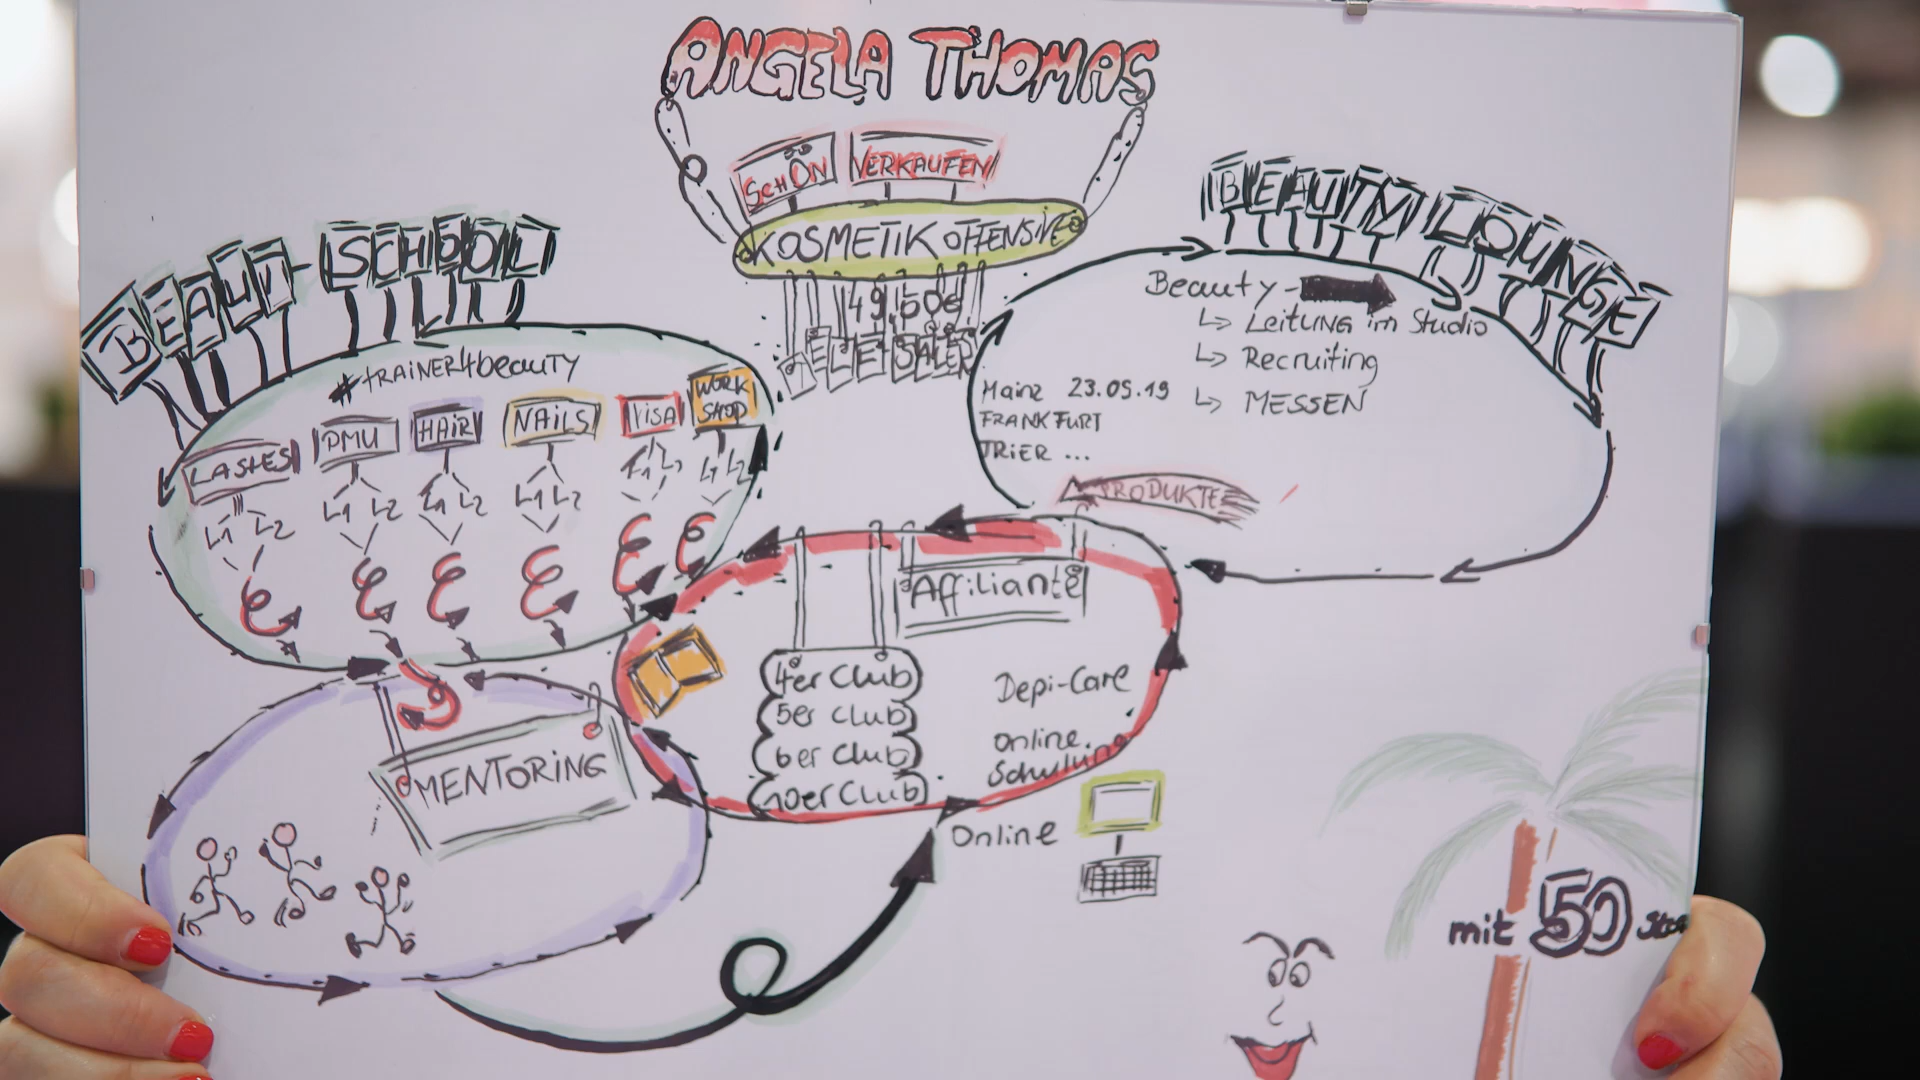 ANGELA THOMAS
SCHÖN VERKAUFEN
KOSMETIK OFFENSIVE
49,50€
BEAUTY LOUNGE
Beauty-
↳ LEITUNG im Studio
↳ Recruiting
↳ MESSEN
Mainz 23.05.19
FRANKFURT
TRIER ...
PRODUKTE
BEAUTY-SCHOOL
#TRAINER4beauty
LASHES PMU HAIR NAILS VISA WORK SHOP
L1 L2 L1 L2 L1 L2 L1 L2 L1 L2 L1 L2
Affiliante
4er Club
5er Club
6er Club
10er Club
Depi-Care
Online.
Schulung
Online
MENTORING
mit 50